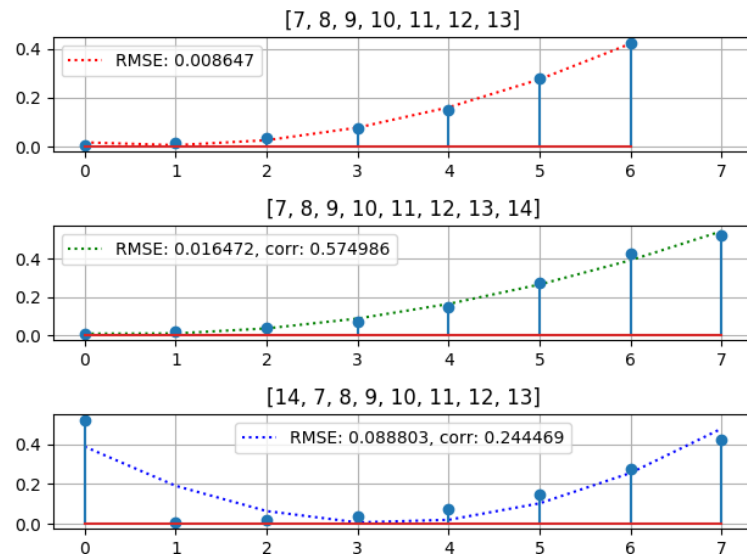 [7, 8, 9, 10, 11, 12, 13]
0.4
0.2
0.0
RMSE: 0.008647
0 1 2 3 4 5 6 7
[7, 8, 9, 10, 11, 12, 13, 14]
0.4
0.2
0.0
RMSE: 0.016472, corr: 0.574986
0 1 2 3 4 5 6 7
[14, 7, 8, 9, 10, 11, 12, 13]
0.4
0.2
0.0
RMSE: 0.088803, corr: 0.244469
0 1 2 3 4 5 6 7